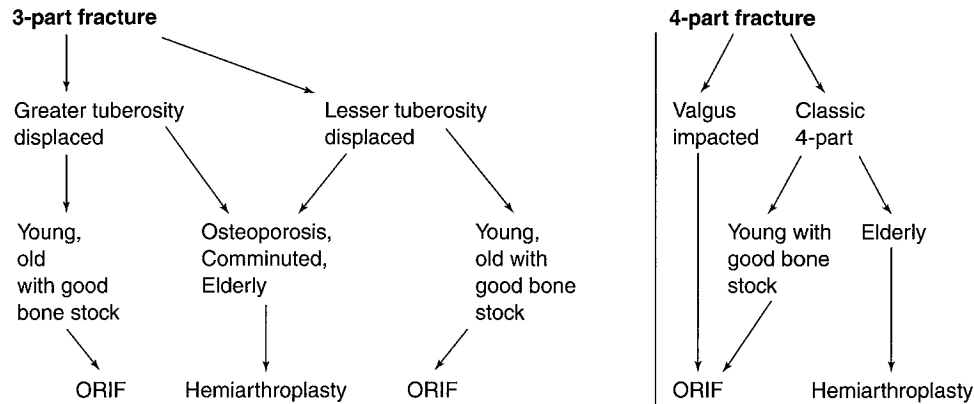 3-part fracture
Greater tuberosity
displaced
Lesser tuberosity
displaced
Young,
old
with good
bone stock
Osteoporosis,
Comminuted,
Elderly
Young,
old with
good bone
stock
ORIF
Hemiarthroplasty
ORIF
4-part fracture
Valgus
impacted
Classic
4-part
Young with
good bone
stock
Elderly
ORIF
Hemiarthroplasty